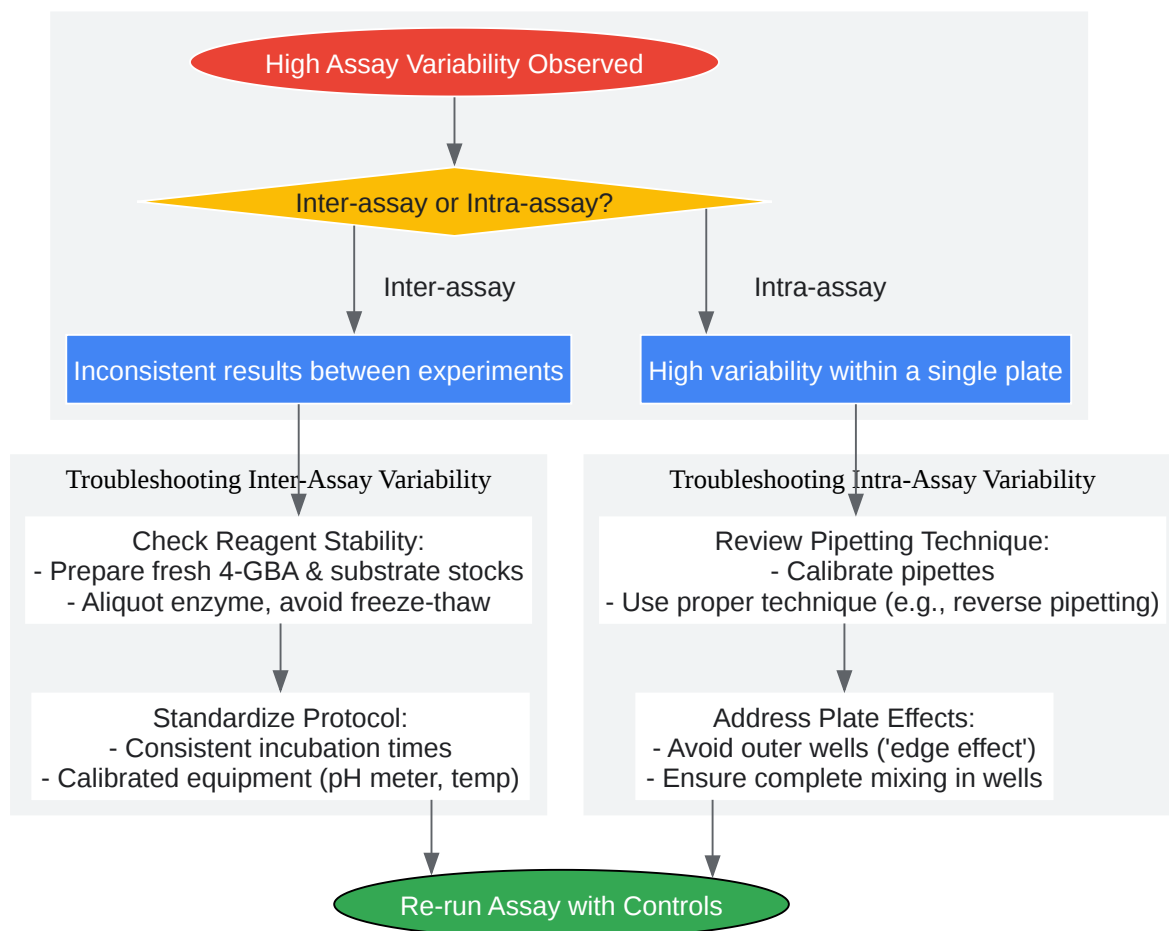 High Assay Variability Observed
Inter-assay or Intra-assay?
Inter-assay
Intra-assay
Inconsistent results between experiments
High variability within a single plate
Troubleshooting Inter-Assay Variability
Check Reagent Stability:
- Prepare fresh 4-GBA & substrate stocks
- Aliquot enzyme, avoid freeze-thaw
Standardize Protocol:
- Consistent incubation times
- Calibrated equipment (pH meter, temp)
Troubleshooting Intra-Assay Variability
Review Pipetting Technique:
- Calibrate pipettes
- Use proper technique (e.g., reverse pipetting)
Address Plate Effects:
- Avoid outer wells ('edge effect')
- Ensure complete mixing in wells
Re-run Assay with Controls